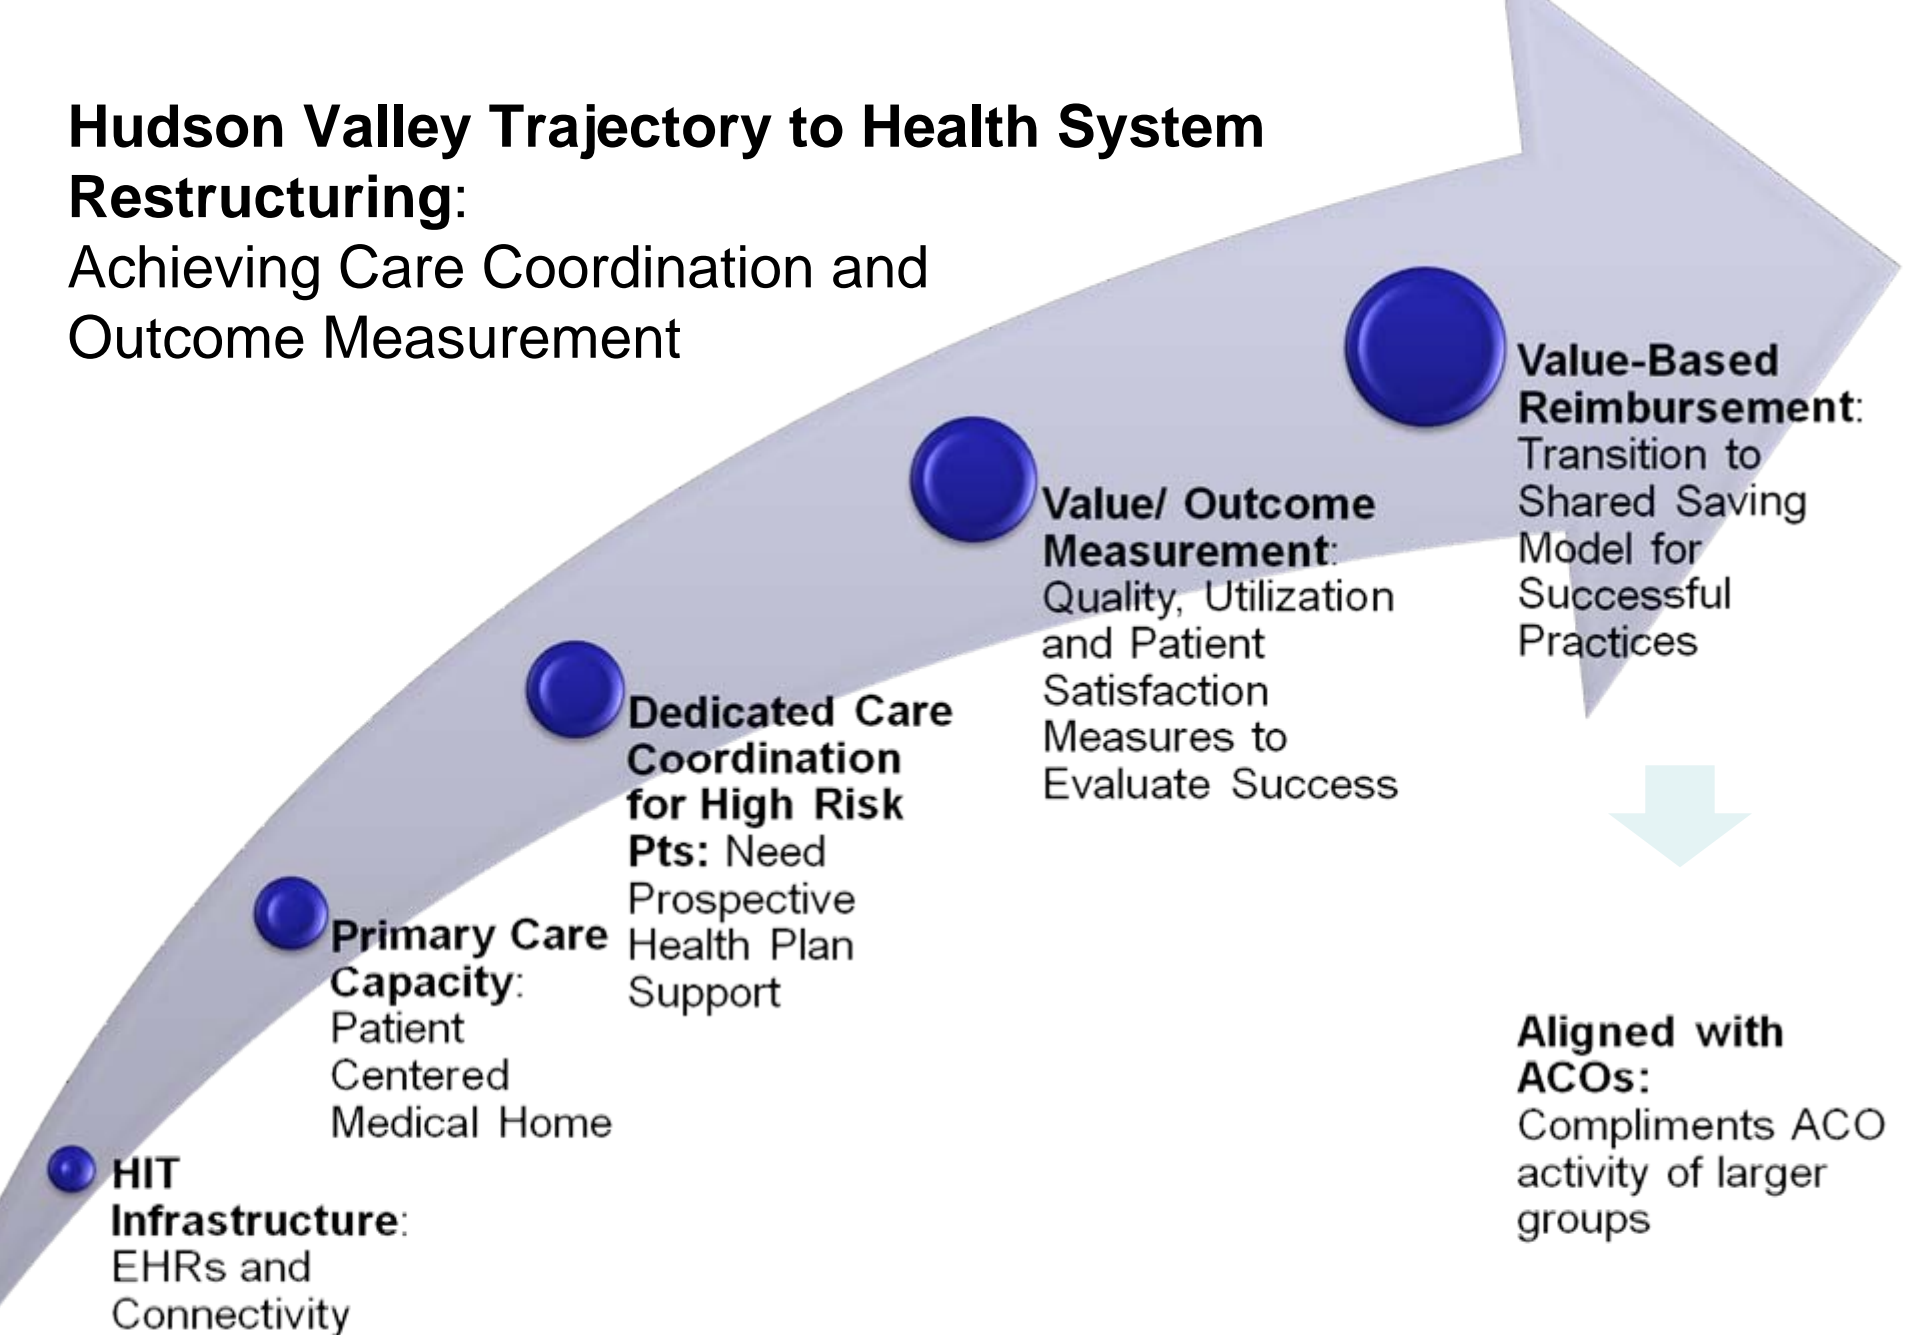 Hudson Valley Trajectory to Health System
Restructuring:
Achieving Care Coordination and
Outcome Measurement
HIT
Infrastructure:
EHRs and
Connectivity
Primary Care
Capacity:
Patient
Centered
Medical Home
Dedicated Care
Coordination
for High Risk
Pts: Need
Prospective
Health Plan
Support
Value/ Outcome
Measurement:
Quality, Utilization
and Patient
Satisfaction
Measures to
Evaluate Success
Value-Based
Reimbursement:
Transition to
Shared Saving
Model for
Successful
Practices
Aligned with
ACOs:
Compliments ACO
activity of larger
groups